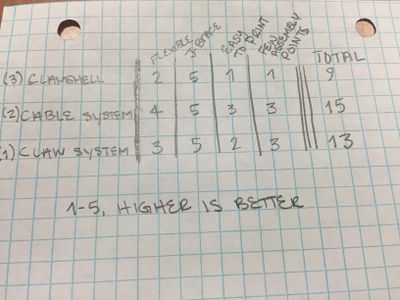 FLEXIBLE EASY TO PRINT FEW ASSEMBLY POINTS TOTAL
(3) CLAMSHELL 2 5 1 1 9
(2) CABLE SYSTEM 4 5 3 3 15
(1) CLAW SYSTEM 3 5 2 3 13
1-5, HIGHER IS BETTER